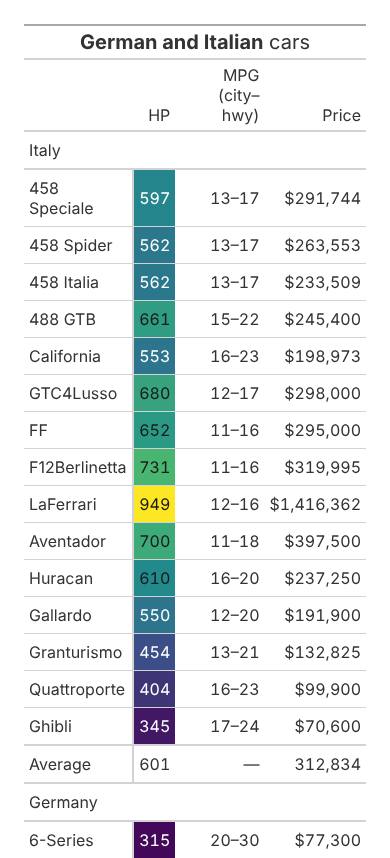 German and Italian cars
HP MPG (city–hwy) Price
Italy
458 Speciale 597 13–17 $291,744
458 Spider 562 13–17 $263,553
458 Italia 562 13–17 $233,509
488 GTB 661 15–22 $245,400
California 553 16–23 $198,973
GTC4Lusso 680 12–17 $298,000
FF 652 11–16 $295,000
F12Berlinetta 731 11–16 $319,995
LaFerrari 949 12–16 $1,416,362
Aventador 700 11–18 $397,500
Huracan 610 16–20 $237,250
Gallardo 550 12–20 $191,900
Granturismo 454 13–21 $132,825
Quattroporte 404 16–23 $99,900
Ghibli 345 17–24 $70,600
Average 601 — 312,834
Germany
6-Series 315 20–30 $77,300